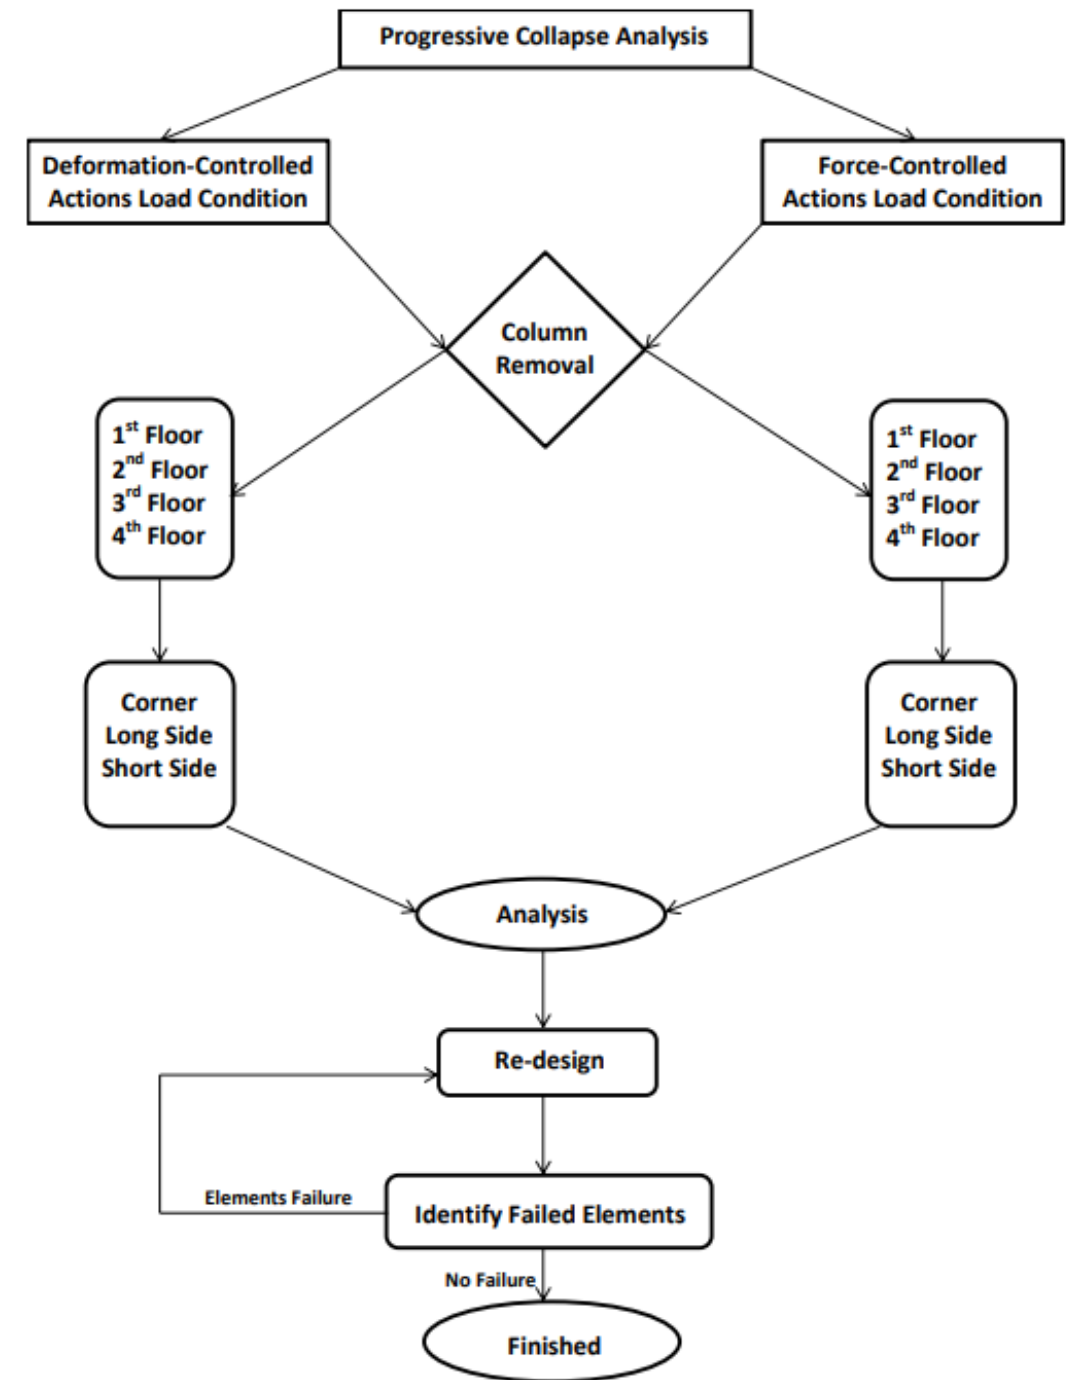 Progressive Collapse Analysis
Deformation-Controlled
Actions Load Condition
Force-Controlled
Actions Load Condition
Column
Removal
1st Floor
2nd Floor
3rd Floor
4th Floor
1st Floor
2nd Floor
3rd Floor
4th Floor
Corner
Long Side
Short Side
Corner
Long Side
Short Side
Analysis
Re-design
Elements Failure
Identify Failed Elements
No Failure
Finished